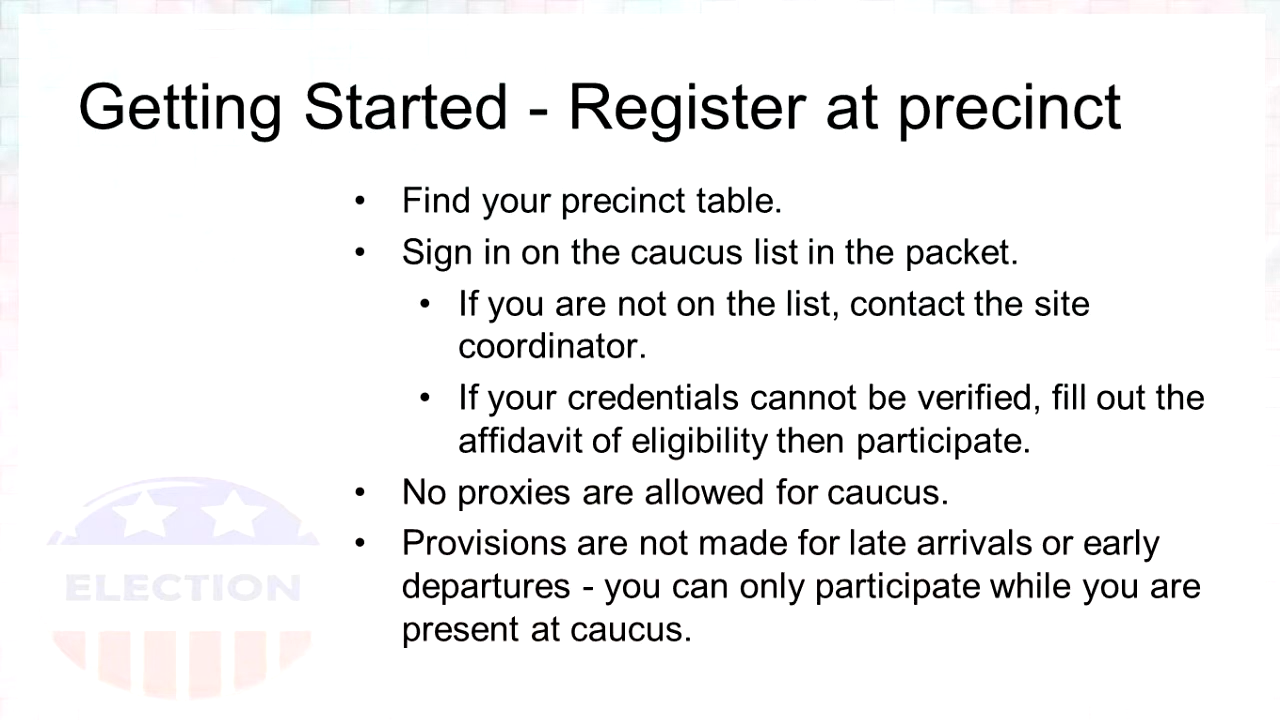 Getting Started - Register at precinct
• Find your precinct table.
• Sign in on the caucus list in the packet.
• If you are not on the list, contact the site
coordinator.
• If your credentials cannot be verified, fill out the
affidavit of eligibility then participate.
• No proxies are allowed for caucus.
• Provisions are not made for late arrivals or early
departures - you can only participate while you are
present at caucus.
ELECTION